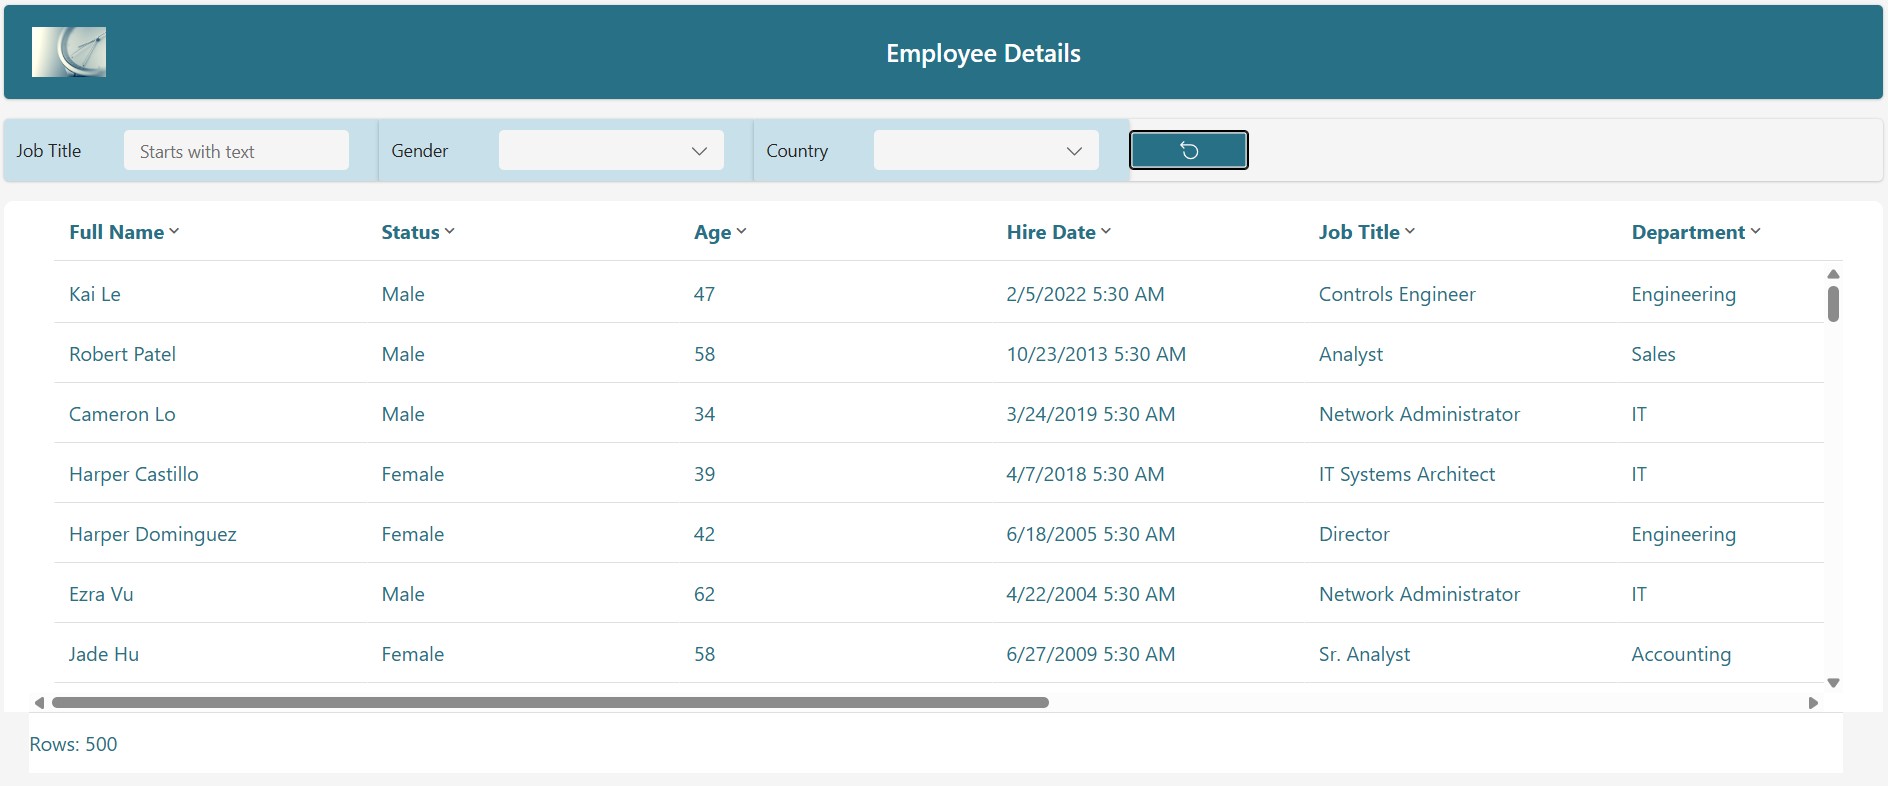 Employee Details
Job Title Starts with text Gender Country
Full Name Status Age Hire Date Job Title Department
Kai Le Male 47 2/5/2022 5:30 AM Controls Engineer Engineering
Robert Patel Male 58 10/23/2013 5:30 AM Analyst Sales
Cameron Lo Male 34 3/24/2019 5:30 AM Network Administrator IT
Harper Castillo Female 39 4/7/2018 5:30 AM IT Systems Architect IT
Harper Dominguez Female 42 6/18/2005 5:30 AM Director Engineering
Ezra Vu Male 62 4/22/2004 5:30 AM Network Administrator IT
Jade Hu Female 58 6/27/2009 5:30 AM Sr. Analyst Accounting
Rows: 500